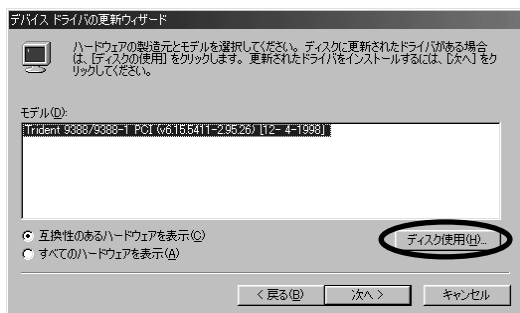 デバイス ドライバの更新ウィザード
ハードウェアの製造元とモデルを選択してください。ディスクに更新されたドライバがある場合
は、[ディスクの使用] をクリックします。更新されたドライバをインストールするには、[次へ] をク
リックしてください。
モデル(D):
Trident 9388/9388-1 PCI (v6.15.5411-2.95.26) [12- 4-1998]
互換性のあるハードウェアを表示(C)
ディスク使用(H)...
すべてのハードウェアを表示(A)
< 戻る(B)
次へ >
キャンセル